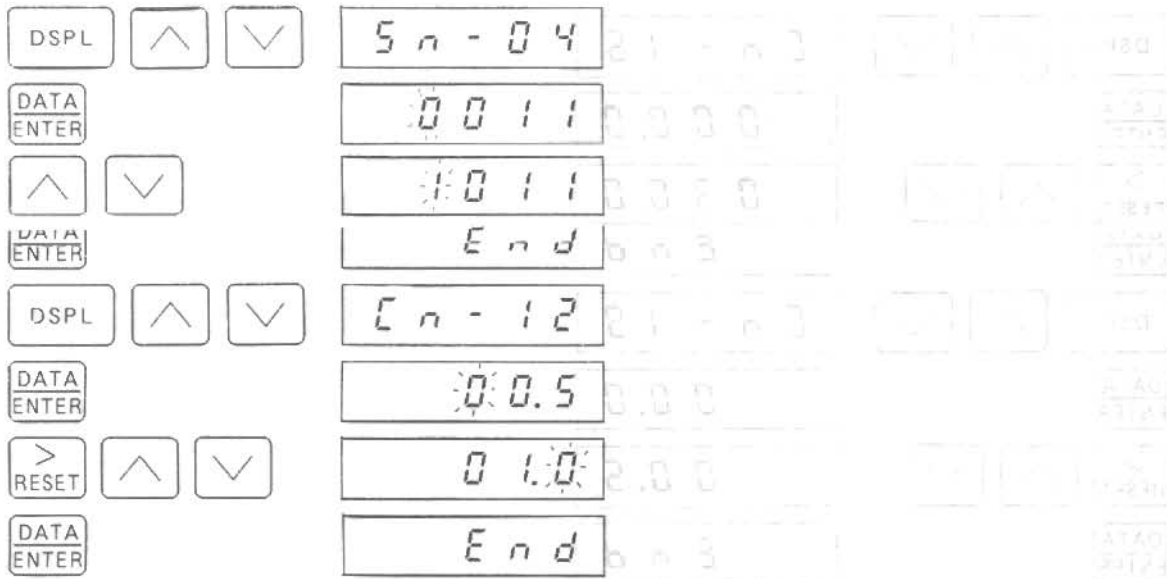 DSPL ∧ ∨ Sn-04
DATA
ENTER 0011
∧ ∨ 1011
DATA
ENTER End
DSPL ∧ ∨ Cn-12
DATA
ENTER 00.5
>
RESET ∧ ∨ 01.0
DATA
ENTER End